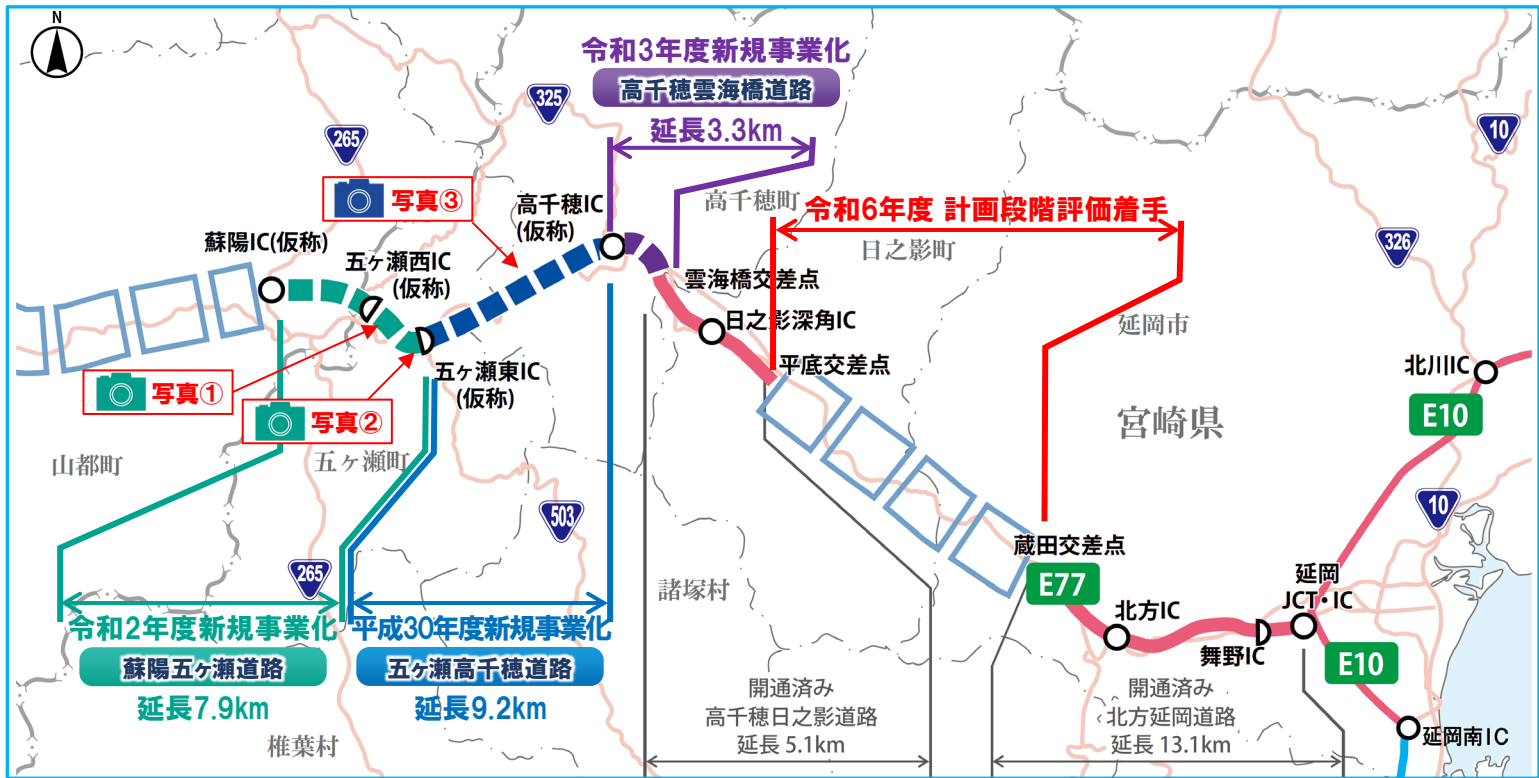 N
令和3年度新規事業化
高千穂雲海橋道路
延長3.3km
325
265
10
写真③
高千穂IC
(仮称)
高千穂町
令和6年度 計画段階評価着手
日之影町
326
蘇陽IC(仮称)
五ヶ瀬西IC
(仮称)
雲海橋交差点
日之影深角IC
延岡市
五ヶ瀬東IC
(仮称)
平底交差点
北川IC
写真①
写真②
宮崎県
E10
山都町
五ヶ瀬町
503
10
蔵田交差点
E77
265
諸塚村
延岡
JCT・IC
北方IC
舞野IC
E10
令和2年度新規事業化
蘇陽五ヶ瀬道路
延長7.9km
平成30年度新規事業化
五ヶ瀬高千穂道路
延長9.2km
開通済み
高千穂日之影道路
延長 5.1km
開通済み
北方延岡道路
延長 13.1km
延岡南IC
椎葉村